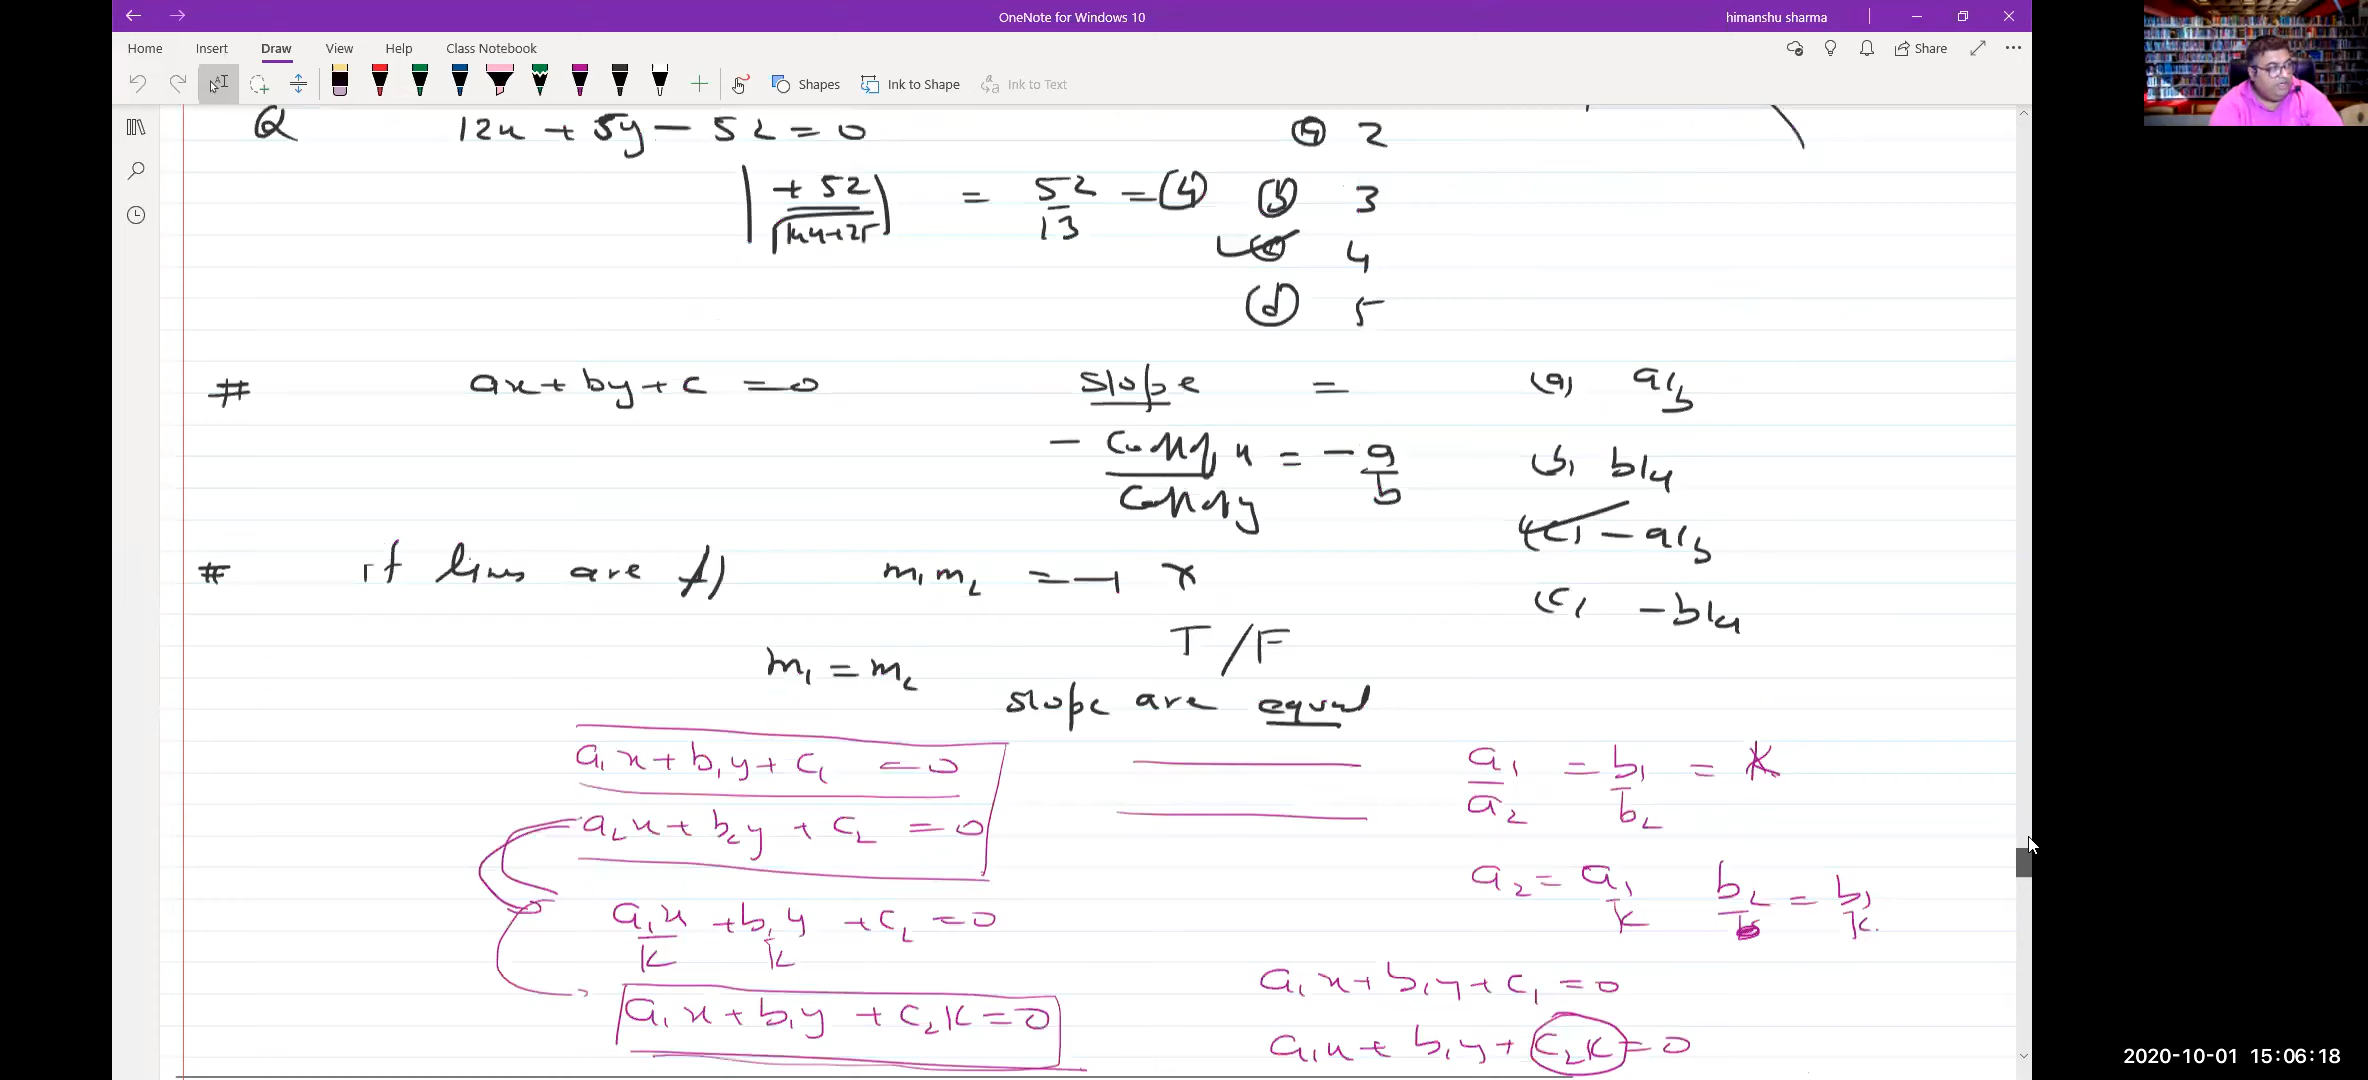 OneNote for Windows 10
himanshu sharma
Home Insert Draw View Help Class Notebook
Share
Shapes Ink to Shape Ink to Text
Q 12x + 5y - 52 = 0 (a) 2
| +52 / √144+25 | = 52/13 = (4) (b) 3
(c) 4
(d) 5
# ax + by + c = 0 slope = (a) a/b
- Coeff of x / Coeff of y = - a/b (b) b/a
(c) - a/b
# if lines are // m₁m₂ = -1 ×
(c) - b/a
T/F
m₁ = m₂
slope are equal
a₁x + b₁y + c₁ = 0 a₁/a₂ = b₁/b₂ = K
a₂x + b₂y + c₂ = 0
a₂ = a₁/K b₂ = b₁/K
a₁x/K + b₁y/K + c₂ = 0
a₁x + b₁y + c₁ = 0
a₁x + b₁y + c₂K = 0
a₁x + b₁y + c₂K = 0
2020-10-01 15:06:18